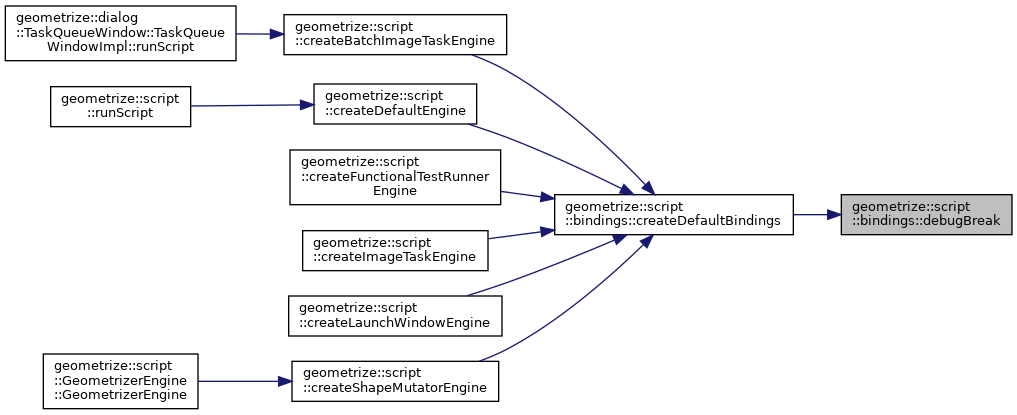 geometrize::dialog
::TaskQueueWindow::TaskQueue
WindowImpl::runScript
geometrize::script
::createBatchImageTaskEngine
geometrize::script
::runScript
geometrize::script
::createDefaultEngine
geometrize::script
::createFunctionalTestRunner
Engine
geometrize::script
::createImageTaskEngine
geometrize::script
::createLaunchWindowEngine
geometrize::script
::GeometrizerEngine
::GeometrizerEngine
geometrize::script
::createShapeMutatorEngine
geometrize::script
::bindings::createDefaultBindings
geometrize::script
::bindings::debugBreak